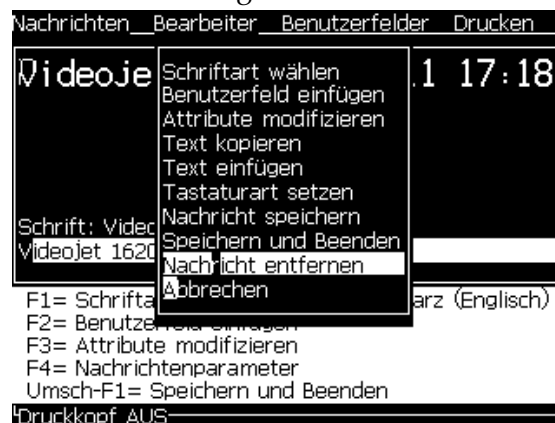 Nachrichten Bearbeiter Benutzerfelder Drucken
Videoje .1 17:18
Schriftart wählen
Benutzerfeld einfügen
Attribute modifizieren
Text kopieren
Text einfügen
Tastaturart setzen
Nachricht speichern
Speichern und Beenden
Nachricht entfernen
Abbrechen
Schrift: Videc
Videojet 1620
F1= Schrifta arz (Englisch)
F2= Benutze
F3= Attribute modifizieren
F4= Nachrichtenparameter
Umsch-F1= Speichern und Beenden
Druckkopf AUS